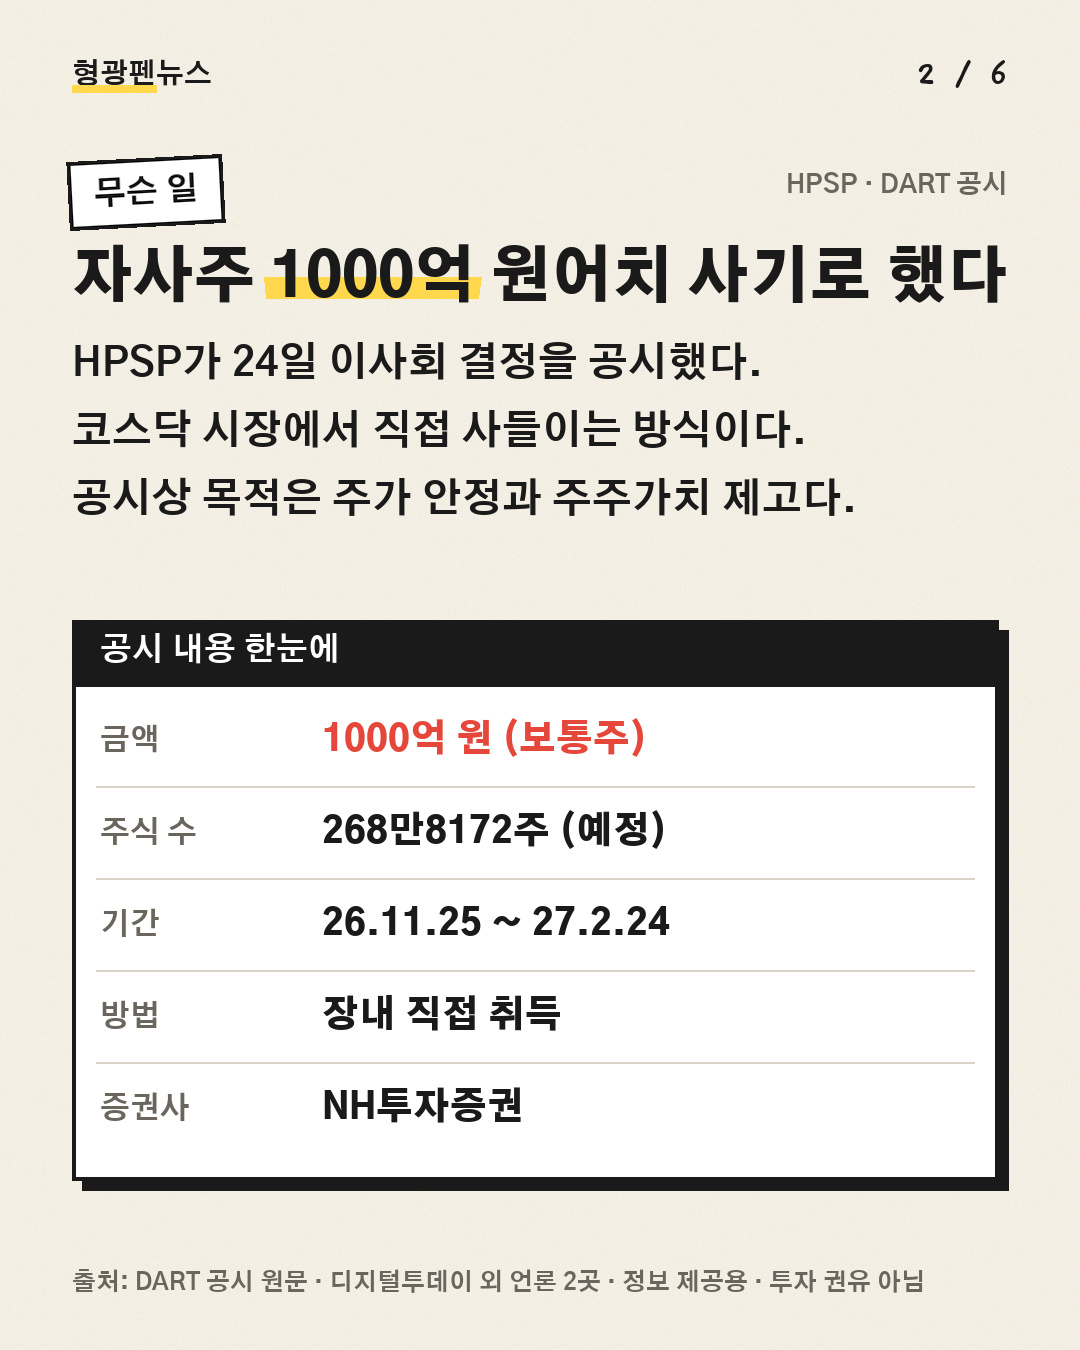 형광펜뉴스
2 / 6
무슨 일
HPSP · DART 공시
자사주 1000억 원어치 사기로 했다
HPSP가 24일 이사회 결정을 공시했다.
코스닥 시장에서 직접 사들이는 방식이다.
공시상 목적은 주가 안정과 주주가치 제고다.
공시 내용 한눈에
금액 1000억 원 (보통주)
주식 수 268만8172주 (예정)
기간 26.11.25 ~ 27.2.24
방법 장내 직접 취득
증권사 NH투자증권
출처: DART 공시 원문 · 디지털투데이 외 언론 2곳 · 정보 제공용 · 투자 권유 아님